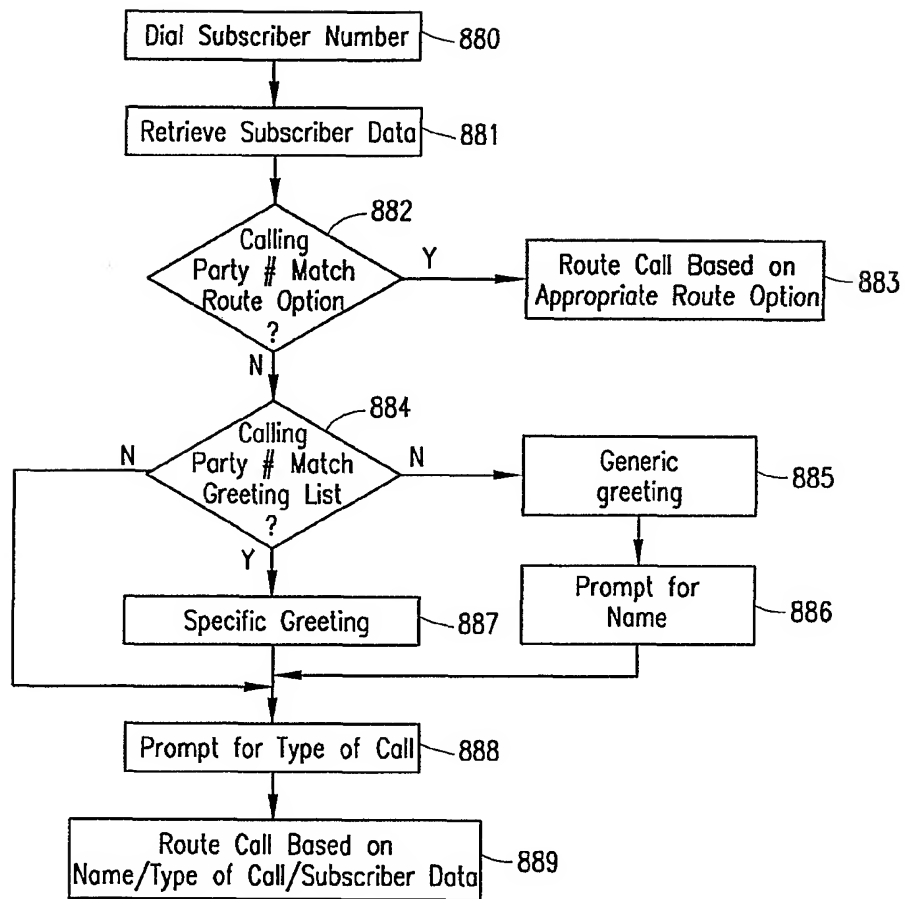 Dial Subscriber Number
880
Retrieve Subscriber Data
881
882
Calling
Party # Match
Route Option
?
Y
Route Call Based on
Appropriate Route Option
883
N
884
Calling
Party # Match
Greeting List
?
N
N
Generic
greeting
885
Y
Prompt for
Name
886
Specific Greeting
887
Prompt for Type of Call
888
Route Call Based on
Name/Type of Call/Subscriber Data
889